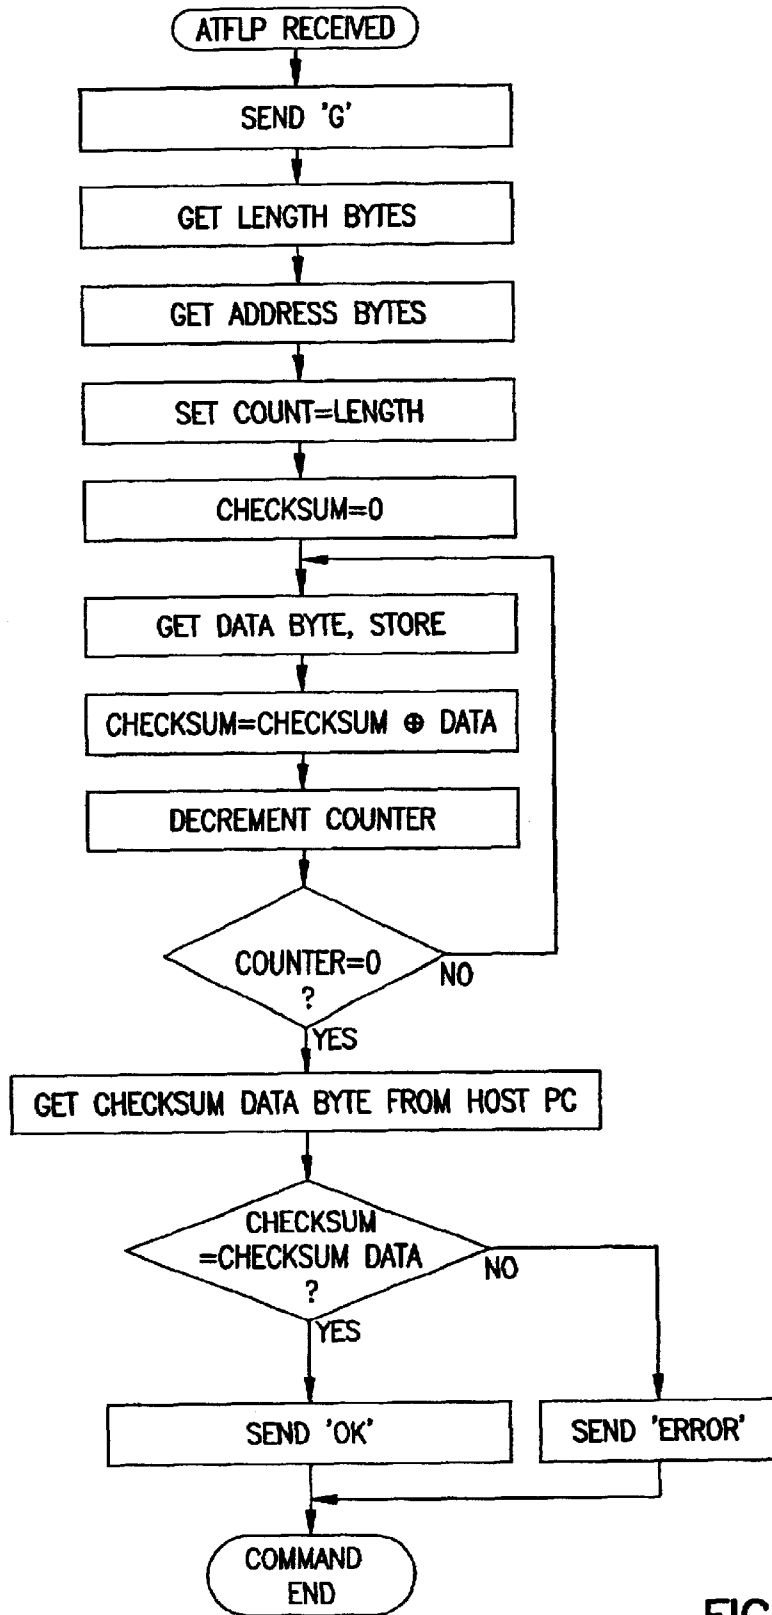 ATFLP RECEIVED
SEND 'G'
GET LENGTH BYTES
GET ADDRESS BYTES
SET COUNT=LENGTH
CHECKSUM=0
GET DATA BYTE, STORE
CHECKSUM=CHECKSUM ⊕ DATA
DECREMENT COUNTER
COUNTER=0
?
NO
YES
GET CHECKSUM DATA BYTE FROM HOST PC
CHECKSUM
=CHECKSUM DATA
?
NO
YES
SEND 'OK'
SEND 'ERROR'
COMMAND
END
FIG